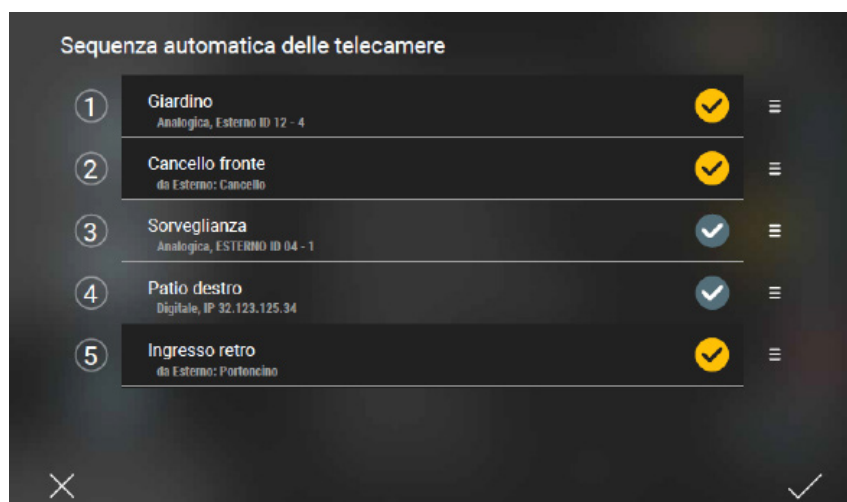 Sequenza automatica delle telecamere
1 Giardino
Analogica, Esterno ID 12 - 4
2 Cancello fronte
da Esterno: Cancello
3 Sorveglianza
Analogica, ESTERNO ID 04 - 1
4 Patio destro
Digitale, IP 32.123.125.34
5 Ingresso retro
da Esterno: Portoncino